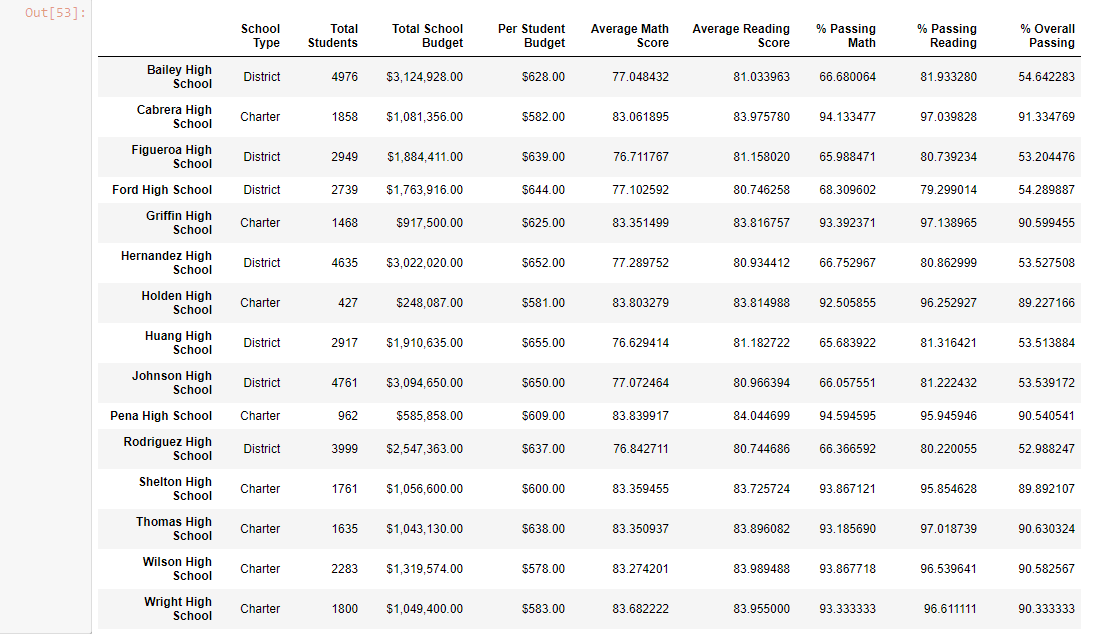 Out[53]:
School Type Total Students Total School Budget Per Student Budget Average Math Score Average Reading Score % Passing Math % Passing Reading % Overall Passing
Bailey High School District 4976 $3,124,928.00 $628.00 77.048432 81.033963 66.680064 81.933280 54.642283
Cabrera High School Charter 1858 $1,081,356.00 $582.00 83.061895 83.975780 94.133477 97.039828 91.334769
Figueroa High School District 2949 $1,884,411.00 $639.00 76.711767 81.158020 65.988471 80.739234 53.204476
Ford High School District 2739 $1,763,916.00 $644.00 77.102592 80.746258 68.309602 79.299014 54.289887
Griffin High School Charter 1468 $917,500.00 $625.00 83.351499 83.816757 93.392371 97.138965 90.599455
Hernandez High School District 4635 $3,022,020.00 $652.00 77.289752 80.934412 66.752967 80.862999 53.527508
Holden High School Charter 427 $248,087.00 $581.00 83.803279 83.814988 92.505855 96.252927 89.227166
Huang High School District 2917 $1,910,635.00 $655.00 76.629414 81.182722 65.683922 81.316421 53.513884
Johnson High School District 4761 $3,094,650.00 $650.00 77.072464 80.966394 66.057551 81.222432 53.539172
Pena High School Charter 962 $585,858.00 $609.00 83.839917 84.044699 94.594595 95.945946 90.540541
Rodriguez High School District 3999 $2,547,363.00 $637.00 76.842711 80.744686 66.366592 80.220055 52.988247
Shelton High School Charter 1761 $1,056,600.00 $600.00 83.359455 83.725724 93.867121 95.854628 89.892107
Thomas High School Charter 1635 $1,043,130.00 $638.00 83.350937 83.896082 93.185690 97.018739 90.630324
Wilson High School Charter 2283 $1,319,574.00 $578.00 83.274201 83.989488 93.867718 96.539641 90.582567
Wright High School Charter 1800 $1,049,400.00 $583.00 83.682222 83.955000 93.333333 96.611111 90.333333